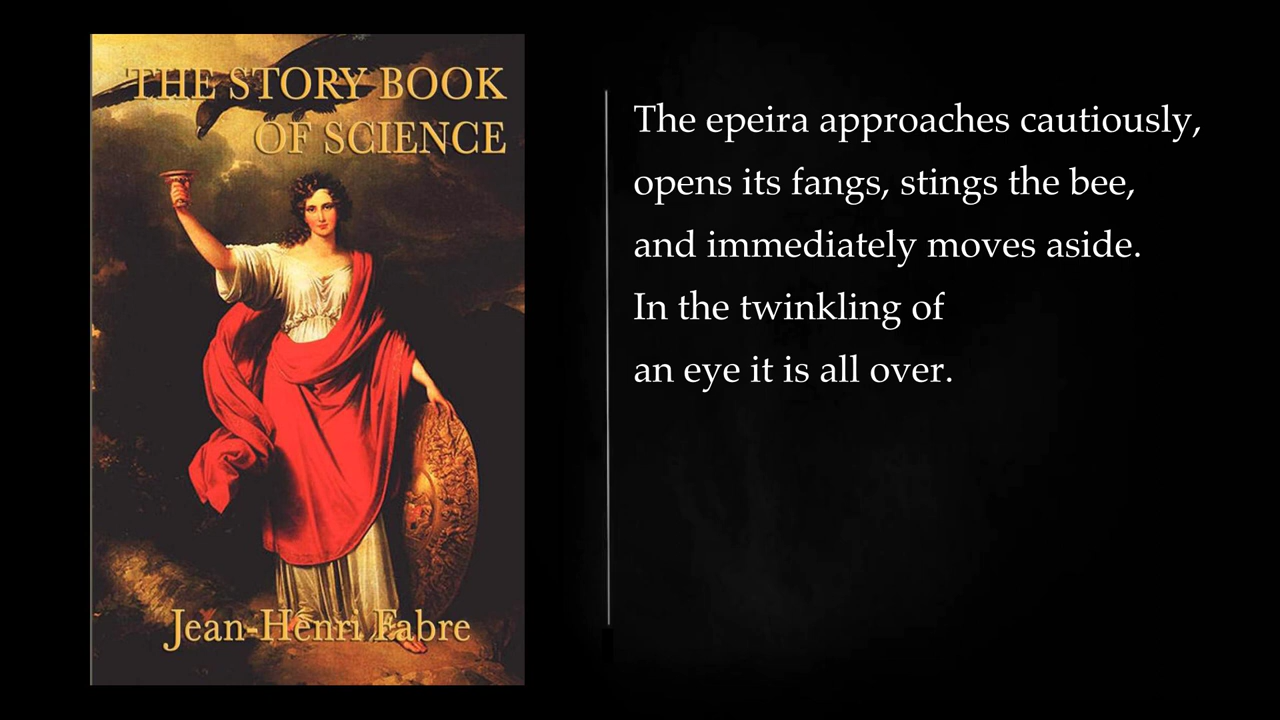 THE STORY BOOK
OF SCIENCE
Jean-Henri Fabre
The epeira approaches cautiously,
opens its fangs, stings the bee,
and immediately moves aside.
In the twinkling of
an eye it is all over.